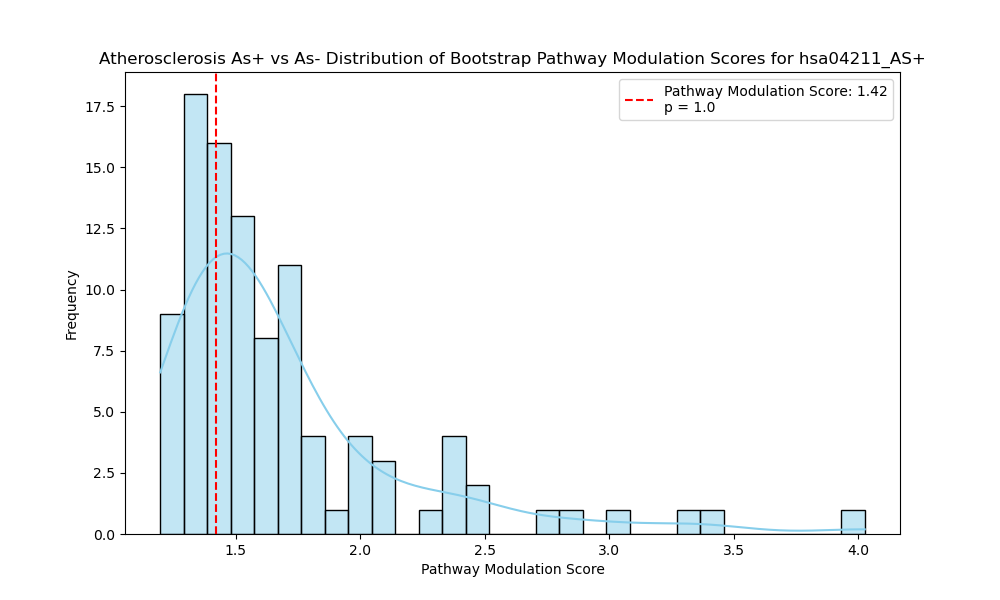 Atherosclerosis As+ vs As- Distribution of Bootstrap Pathway Modulation Scores for hsa04211_AS+
Pathway Modulation Score: 1.42
p = 1.0
17.5
15.0
12.5
10.0
7.5
5.0
2.5
0.0
Frequency
1.5
2.0
2.5
3.0
3.5
4.0
Pathway Modulation Score